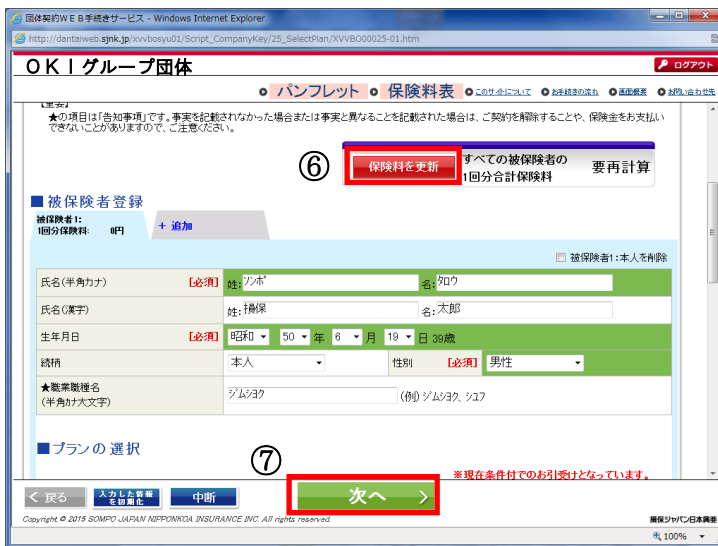 団体契約ＷＥＢ手続きサービス - Windows Internet Explorer
http://dantaiweb.sjnk.jp/xvvbosyu01/Script_CompanyKey/25_SelectPlan/XVVBO00025-01.htm
ＯＫＩグループ団体
ログアウト
パンフレット 保険料表 このサイトについて お手続きの流れ 画面概要 お問い合わせ先
【重要】
★の項目は「告知事項」です。事実を記載されなかった場合または事実と異なることを記載された場合は、ご契約を解除することや、保険金をお支払い
できないことがありますので、ご注意ください。
⑥
保険料を更新
すべての被保険者の
1回分合計保険料
要再計算
■被保険者登録
被保険者1:
1回分保険料: 0円
+ 追加
被保険者1:本人を削除
氏名(半角カナ) [必須] 姓: ｿﾝﾎﾟ 名: ﾀﾛｳ
氏名(漢字) 姓: 損保 名: 太郎
生年月日 [必須] 昭和 50 年 6 月 19 日 39歳
続柄 本人 性別 [必須] 男性
★職業職種名
(半角ｶﾅ大文字)
ｼﾞﾑｼﾖｸ
(例) ｼﾞﾑｼﾖｸ、ｼﾕﾌ
■プランの選択
⑦
※現在条件付でのお引受けとなっています。
< 戻る
入力した情報
を初期化
中断
次へ >
Copyright © 2015 SOMPO JAPAN NIPPONKOA INSURANCE INC. All rights reserved.
損保ジャパン日本興亜
100%